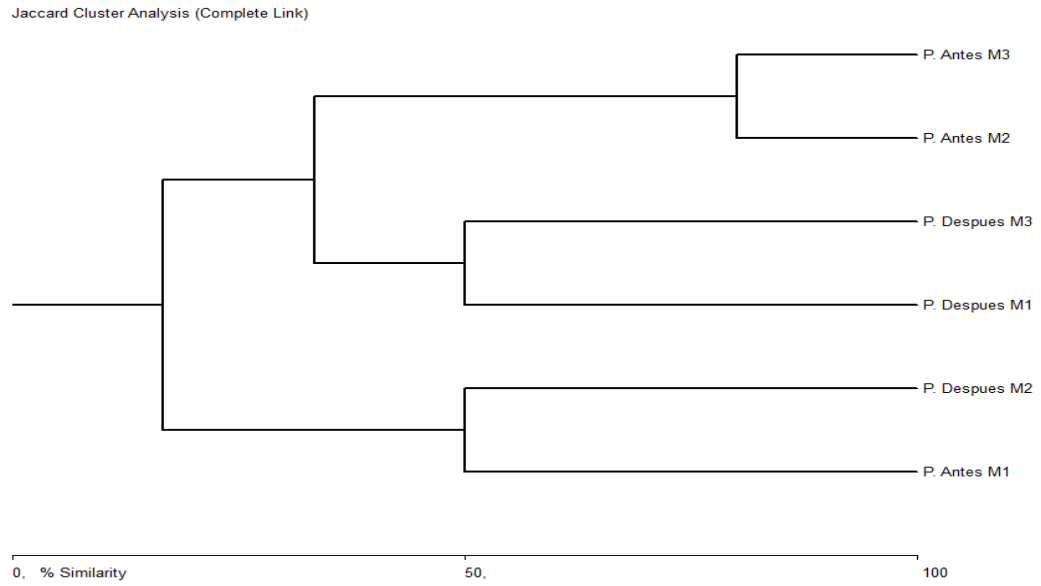 Jaccard Cluster Analysis (Complete Link)
P. Antes M3
P. Antes M2
P. Despues M3
P. Despues M1
P. Despues M2
P. Antes M1
0, % Similarity 50, 100